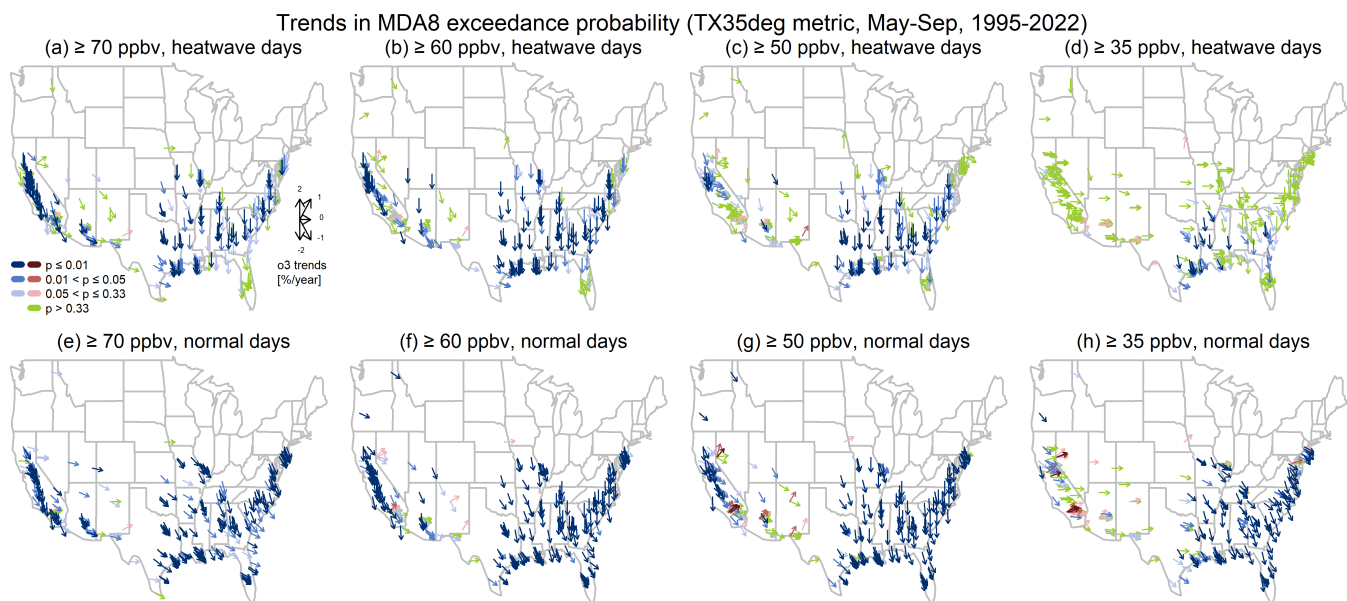 Trends in MDA8 exceedance probability (TX35deg metric, May-Sep, 1995-2022)
(a) ≥ 70 ppbv, heatwave days
(b) ≥ 60 ppbv, heatwave days
(c) ≥ 50 ppbv, heatwave days
(d) ≥ 35 ppbv, heatwave days
2
1
0
-1
-2
o3 trends
[%/year]
p ≤ 0.01
0.01 < p ≤ 0.05
0.05 < p ≤ 0.33
p > 0.33
(e) ≥ 70 ppbv, normal days
(f) ≥ 60 ppbv, normal days
(g) ≥ 50 ppbv, normal days
(h) ≥ 35 ppbv, normal days